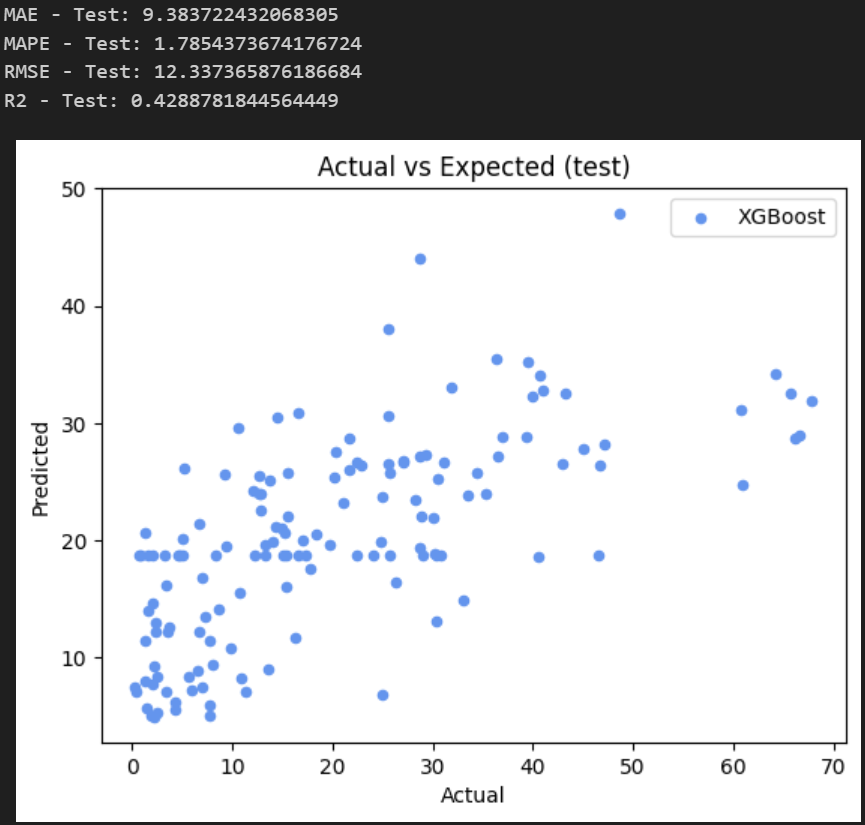 MAE - Test: 9.383722432068305
MAPE - Test: 1.7854373674176724
RMSE - Test: 12.337365876186684
R2 - Test: 0.4288781844564449
Actual vs Expected (test)
XGBoost
50
40
30
20
10
Predicted
0 10 20 30 40 50 60 70
Actual